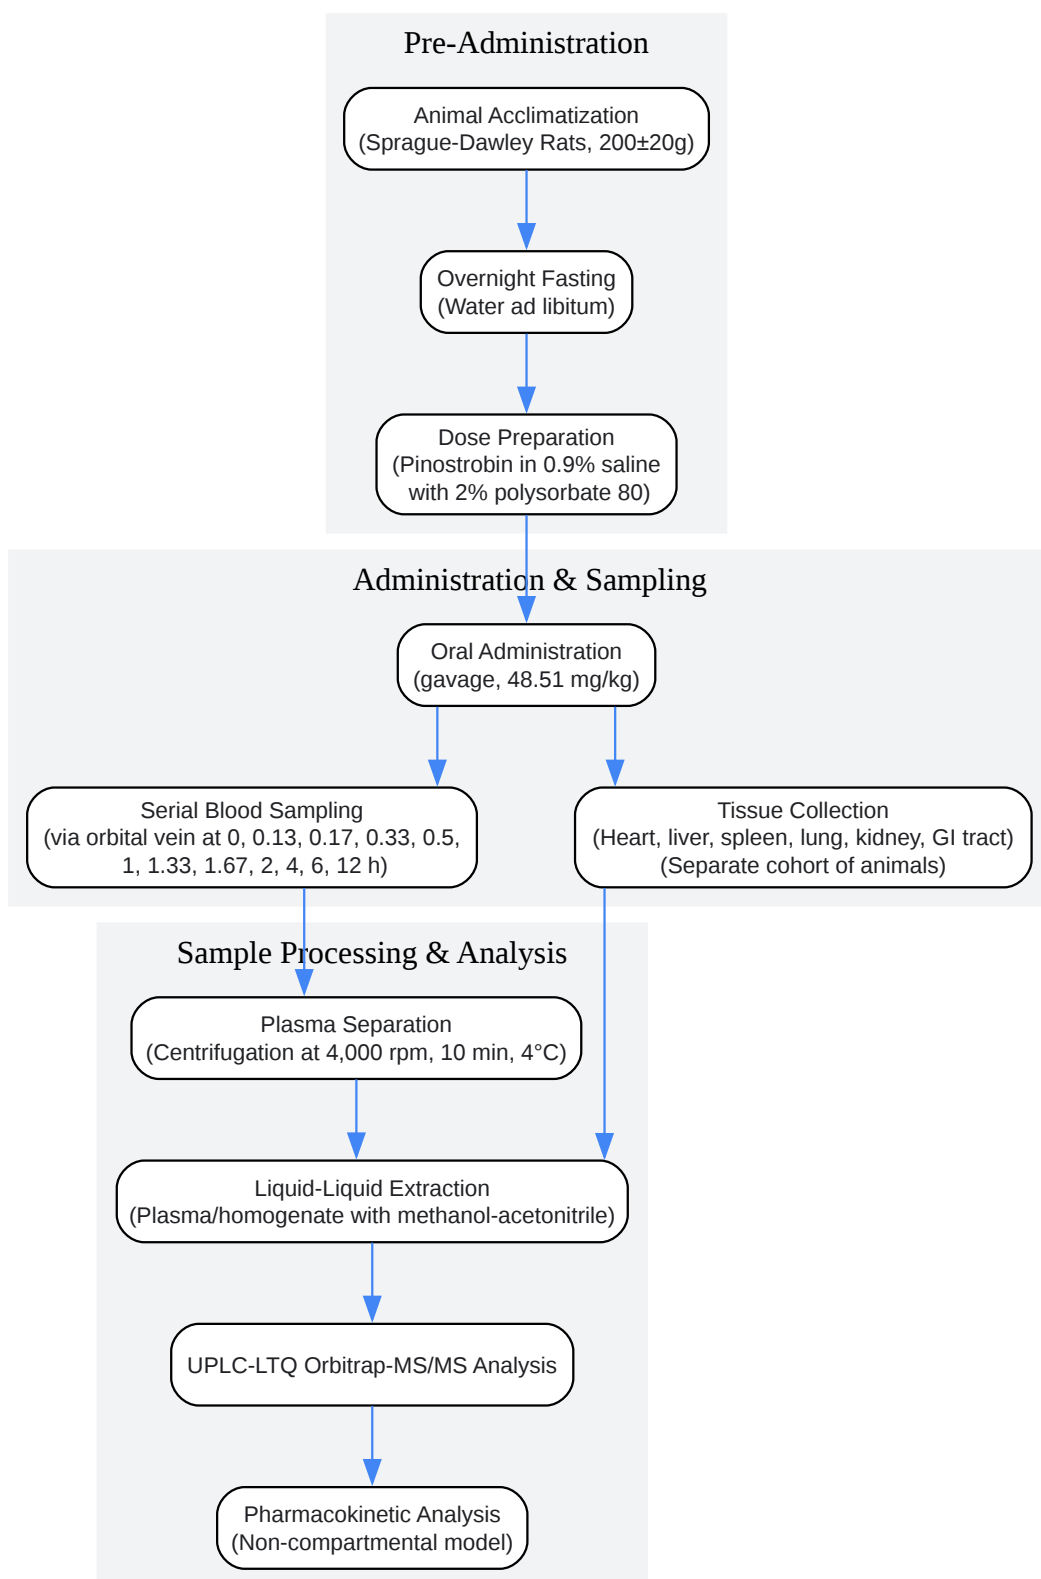 Pre-Administration
Animal Acclimatization
(Sprague-Dawley Rats, 200±20g)
Overnight Fasting
(Water ad libitum)
Dose Preparation
(Pinostrobin in 0.9% saline
with 2% polysorbate 80)
Administration & Sampling
Oral Administration
(gavage, 48.51 mg/kg)
Serial Blood Sampling
(via orbital vein at 0, 0.13, 0.17, 0.33, 0.5,
1, 1.33, 1.67, 2, 4, 6, 12 h)
Tissue Collection
(Heart, liver, spleen, lung, kidney, GI tract)
(Separate cohort of animals)
Sample Processing & Analysis
Plasma Separation
(Centrifugation at 4,000 rpm, 10 min, 4°C)
Liquid-Liquid Extraction
(Plasma/homogenate with methanol-acetonitrile)
UPLC-LTQ Orbitrap-MS/MS Analysis
Pharmacokinetic Analysis
(Non-compartmental model)